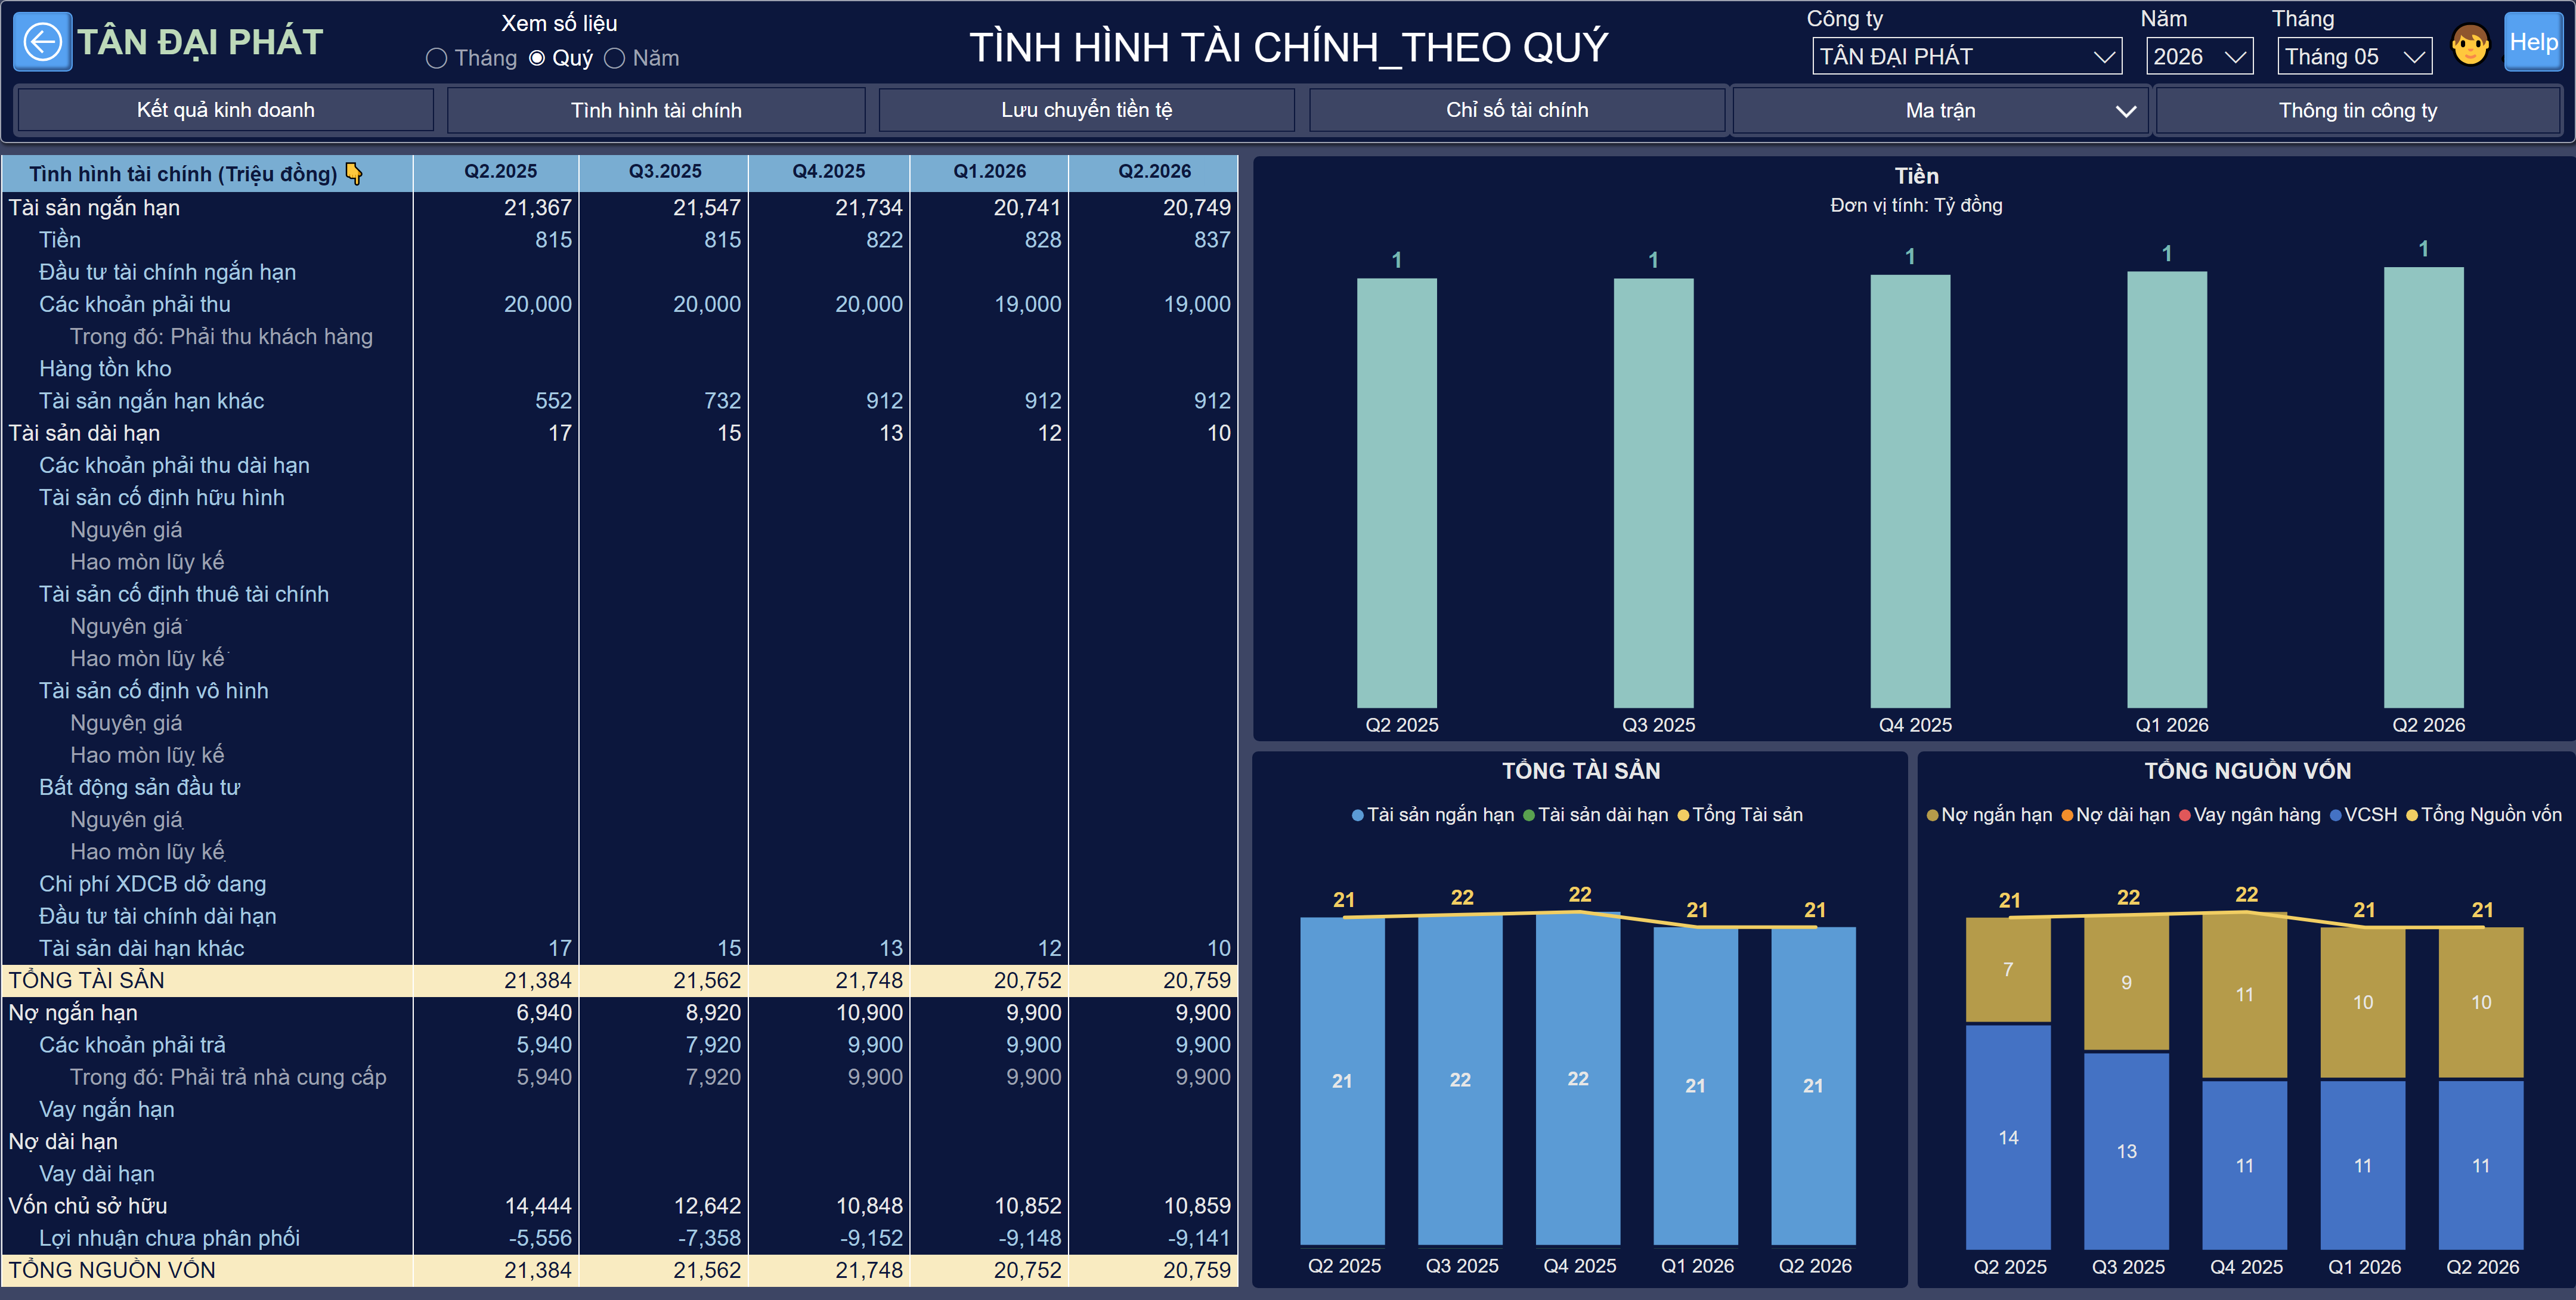 TÂN ĐẠI PHÁT
Xem số liệu
Tháng Quý Năm
TÌNH HÌNH TÀI CHÍNH_THEO QUÝ
Công ty Năm Tháng
TÂN ĐẠI PHÁT 2026 Tháng 05
Help
Kết quả kinh doanh Tình hình tài chính Lưu chuyển tiền tệ Chỉ số tài chính Ma trận Thông tin công ty
Tình hình tài chính (Triệu đồng) Q2.2025 Q3.2025 Q4.2025 Q1.2026 Q2.2026
Tài sản ngắn hạn 21,367 21,547 21,734 20,741 20,749
Tiền 815 815 822 828 837
Đầu tư tài chính ngắn hạn
Các khoản phải thu 20,000 20,000 20,000 19,000 19,000
Trong đó: Phải thu khách hàng
Hàng tồn kho
Tài sản ngắn hạn khác 552 732 912 912 912
Tài sản dài hạn 17 15 13 12 10
Các khoản phải thu dài hạn
Tài sản cố định hữu hình
Nguyên giá
Hao mòn lũy kế
Tài sản cố định thuê tài chính
Nguyên giá
Hao mòn lũy kế
Tài sản cố định vô hình
Nguyên giá
Hao mòn lũy kế
Bất động sản đầu tư
Nguyên giá
Hao mòn lũy kế
Chi phí XDCB dở dang
Đầu tư tài chính dài hạn
Tài sản dài hạn khác 17 15 13 12 10
TỔNG TÀI SẢN 21,384 21,562 21,748 20,752 20,759
Nợ ngắn hạn 6,940 8,920 10,900 9,900 9,900
Các khoản phải trả 5,940 7,920 9,900 9,900 9,900
Trong đó: Phải trả nhà cung cấp 5,940 7,920 9,900 9,900 9,900
Vay ngắn hạn
Nợ dài hạn
Vay dài hạn
Vốn chủ sở hữu 14,444 12,642 10,848 10,852 10,859
Lợi nhuận chưa phân phối -5,556 -7,358 -9,152 -9,148 -9,141
TỔNG NGUỒN VỐN 21,384 21,562 21,748 20,752 20,759
Tiền
Đơn vị tính: Tỷ đồng
1 1 1 1 1
Q2 2025 Q3 2025 Q4 2025 Q1 2026 Q2 2026
TỔNG TÀI SẢN
Tài sản ngắn hạn Tài sản dài hạn Tổng Tài sản
21 22 22 21 21
21 22 22 21 21
Q2 2025 Q3 2025 Q4 2025 Q1 2026 Q2 2026
TỔNG NGUỒN VỐN
Nợ ngắn hạn Nợ dài hạn Vay ngân hàng VCSH Tổng Nguồn vốn
21 22 22 21 21
7 9 11 10 10
14 13 11 11 11
Q2 2025 Q3 2025 Q4 2025 Q1 2026 Q2 2026